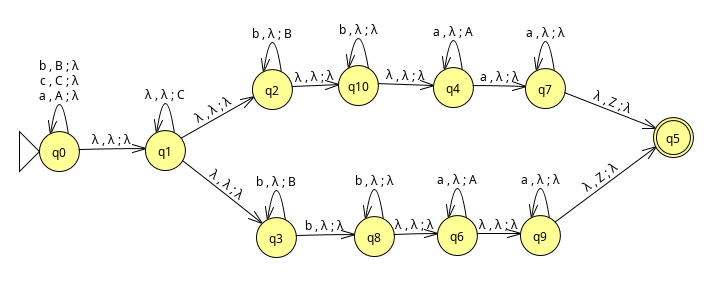 b , B ; λ
c , C ; λ
a , A ; λ
q0
λ , λ ; λ
λ , λ ; C
q1
λ , λ ; λ
λ , λ ; λ
b , λ ; B
q2
λ , λ ; λ
b , λ ; λ
q10
λ , λ ; λ
a , λ ; A
q4
a , λ ; λ
a , λ ; λ
q7
λ , Z ; λ
q5
b , λ ; B
q3
b , λ ; λ
b , λ ; λ
q8
λ , λ ; λ
a , λ ; A
q6
λ , λ ; λ
a , λ ; λ
q9
λ , Z ; λ